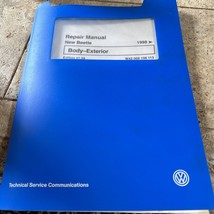 Repair Manual
New Beetle 1998 ➤
Body–Exterior
Technical Service Communications